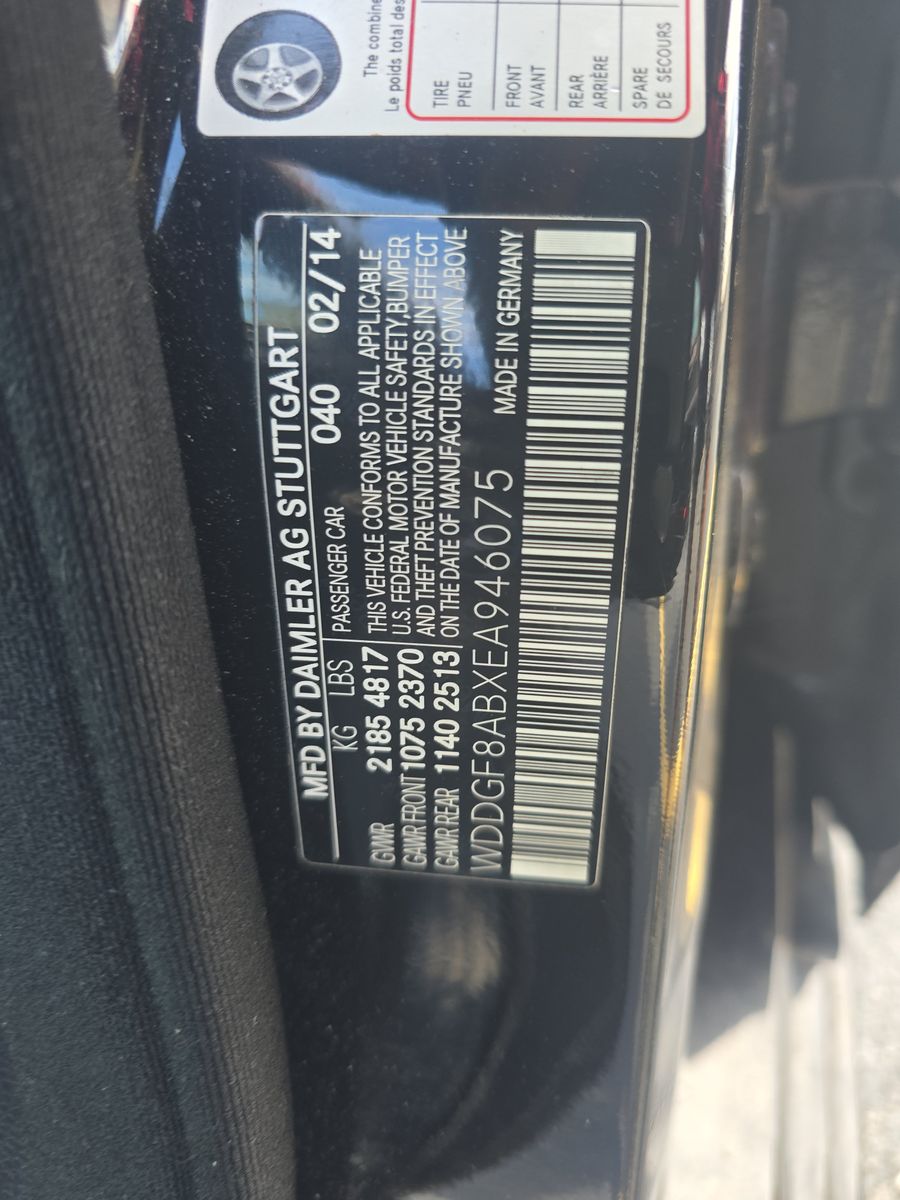 MFD BY DAIMLER AG STUTTGART
KG LBS PASSENGER CAR 040 02/14
GVWR 2185 4817 THIS VEHICLE CONFORMS TO ALL APPLICABLE
GAWR FRONT 1075 2370 U.S. FEDERAL MOTOR VEHICLE SAFETY,BUMPER
GAWR REAR 1140 2513 AND THEFT PREVENTION STANDARDS IN EFFECT
ON THE DATE OF MANUFACTURE SHOWN ABOVE
WDDGF8ABXEA946075 MADE IN GERMANY
The combine
Le poids total des
TIRE
PNEU
FRONT
AVANT
REAR
ARRIÈRE
SPARE
DE SECOURS